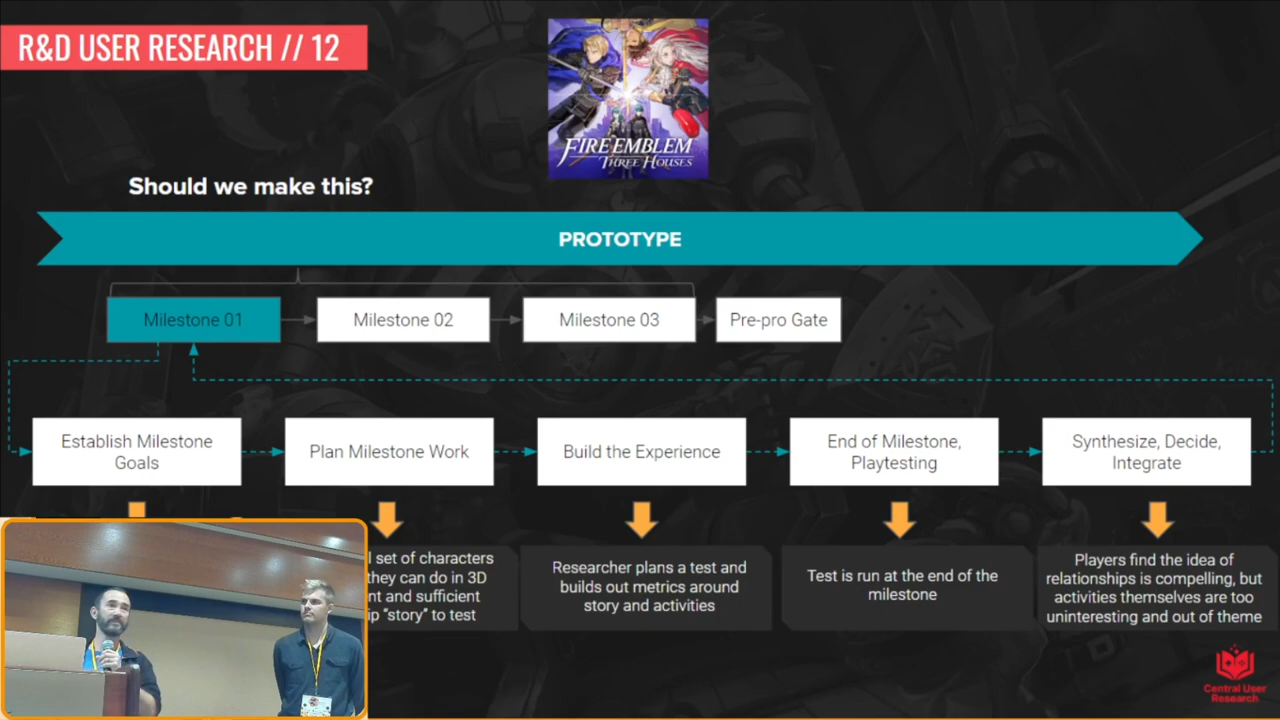 R&D USER RESEARCH // 12
FIRE EMBLEM
THREE HOUSES
Should we make this?
PROTOTYPE
Milestone 01
Milestone 02
Milestone 03
Pre-pro Gate
Establish Milestone
Goals
Plan Milestone Work
Build the Experience
End of Milestone,
Playtesting
Synthesize, Decide,
Integrate
set of characters
they can do in 3D
and sufficient
"story" to test
Researcher plans a test and
builds out metrics around
story and activities
Test is run at the end of the
milestone
Players find the idea of
relationships is compelling, but
activities themselves are too
uninteresting and out of theme
Central User
Research